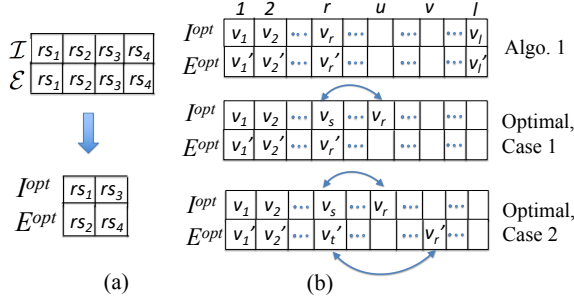 I rs1 rs2 rs3 rs4
E rs1 rs2 rs3 rs4
I^opt rs1 rs3
E^opt rs2 rs4
(a)
1 2 r u v l
I^opt v1 v2 ... vr ... ... ... vl
E^opt v1' v2' ... vr' ... ... ... vl'
Algo. 1
I^opt v1 v2 ... vs ... vr ... ...
E^opt v1' v2' ... vr' ... ... ...
Optimal,
Case 1
I^opt v1 v2 ... vs ... vr ... ...
E^opt v1' v2' ... vt' ... ... vr' ...
Optimal,
Case 2
(b)